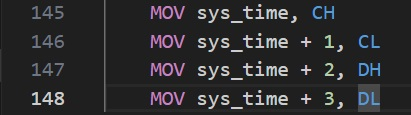 145 MOV sys_time, CH
146 MOV sys_time + 1, CL
147 MOV sys_time + 2, DH
148 MOV sys_time + 3, DL